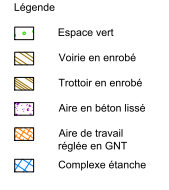 Légende
Espace vert
Voirie en enrobé
Trottoir en enrobé
Aire en béton lissé
Aire de travail
réglée en GNT
Complexe étanche